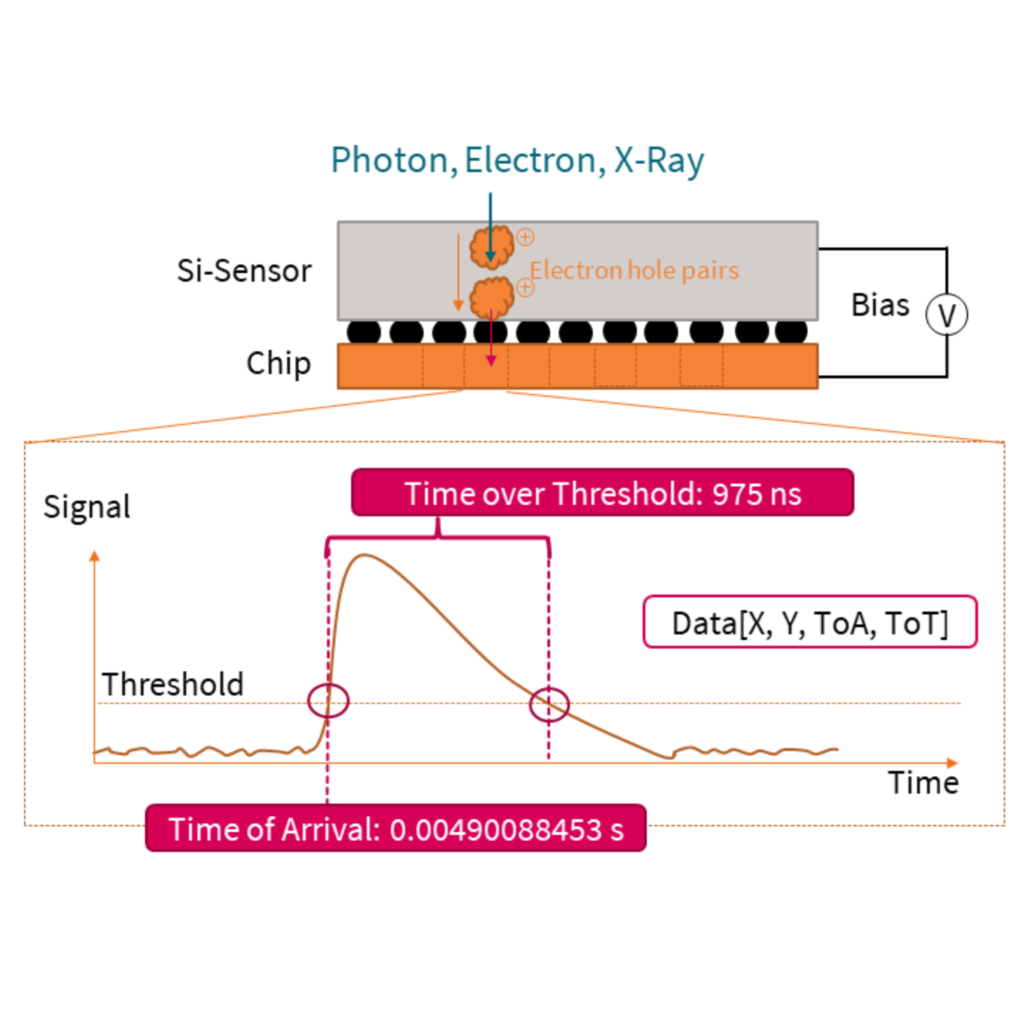 Photon, Electron, X-Ray
Si-Sensor
⊕
Electron hole pairs
⊕
Bias
V
Chip
Time over Threshold: 975 ns
Signal
Data[X, Y, ToA, ToT]
Threshold
Time
Time of Arrival: 0.00490088453 s